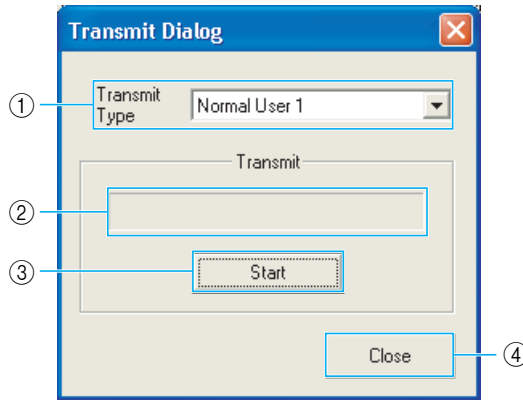 Transmit Dialog
① Transmit Type Normal User 1
Transmit
②
③ Start
Close ④